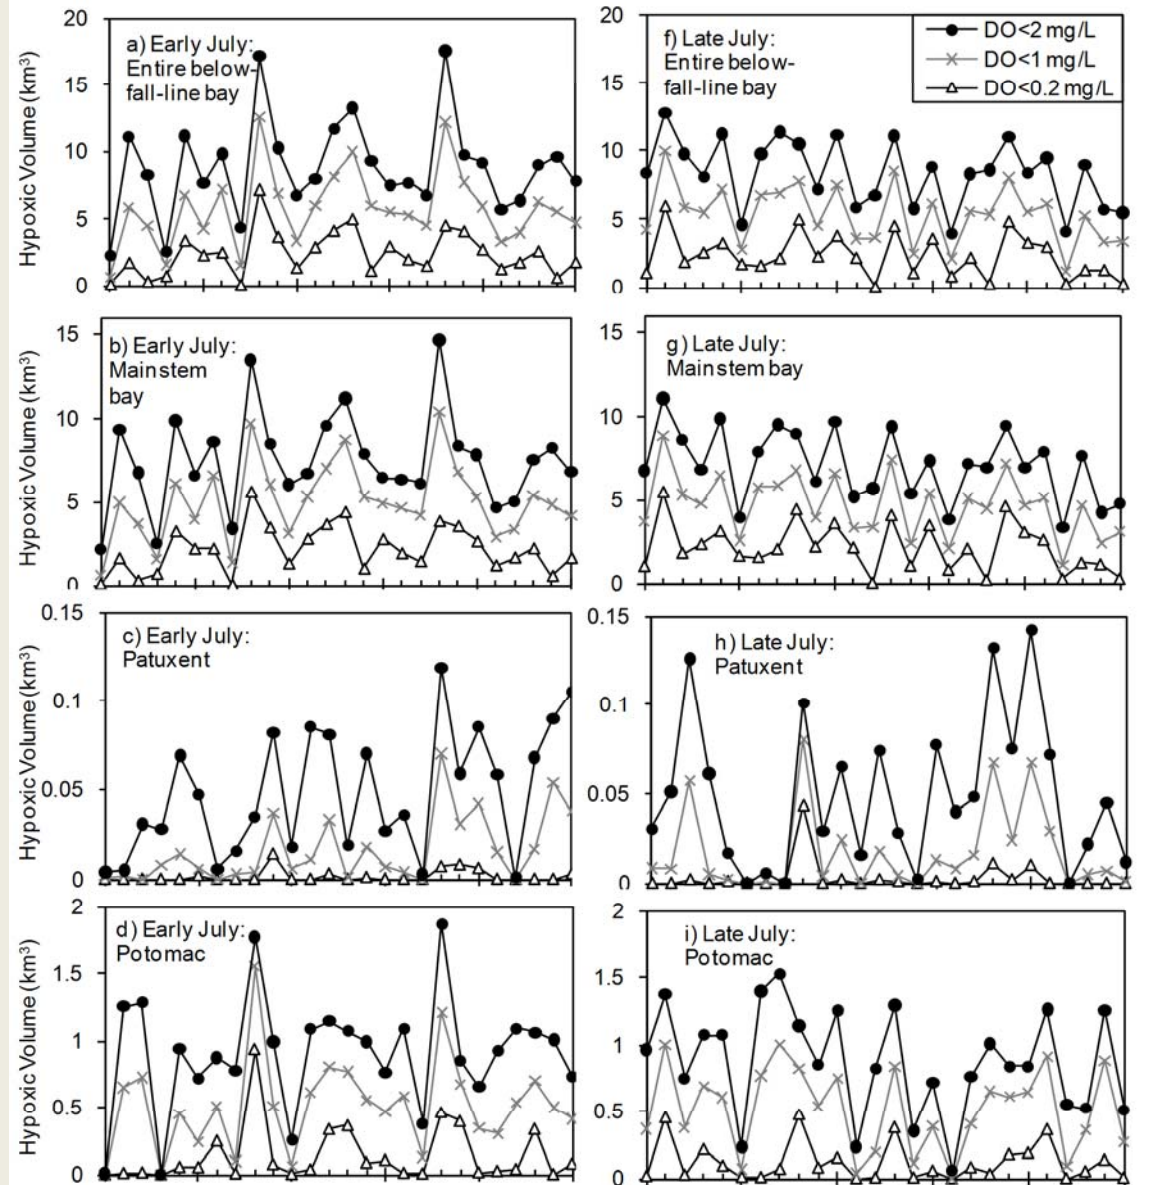 20
15
10
5
0
Hypoxic Volume (km³)
a) Early July:
Entire below-
fall-line bay
20
15
10
5
0
f) Late July:
Entire below-
fall-line bay
DO<2 mg/L
DO<1 mg/L
DO<0.2 mg/L
15
10
5
0
Hypoxic Volume (km³)
b) Early July:
Mainstem
bay
15
10
5
0
g) Late July:
Mainstem bay
0.15
0.1
0.05
0
Hypoxic Volume (km³)
c) Early July:
Patuxent
0.15
0.1
0.05
0
h) Late July:
Patuxent
2
1.5
1
0.5
0
Hypoxic Volume (km³)
d) Early July:
Potomac
2
1.5
1
0.5
0
i) Late July:
Potomac